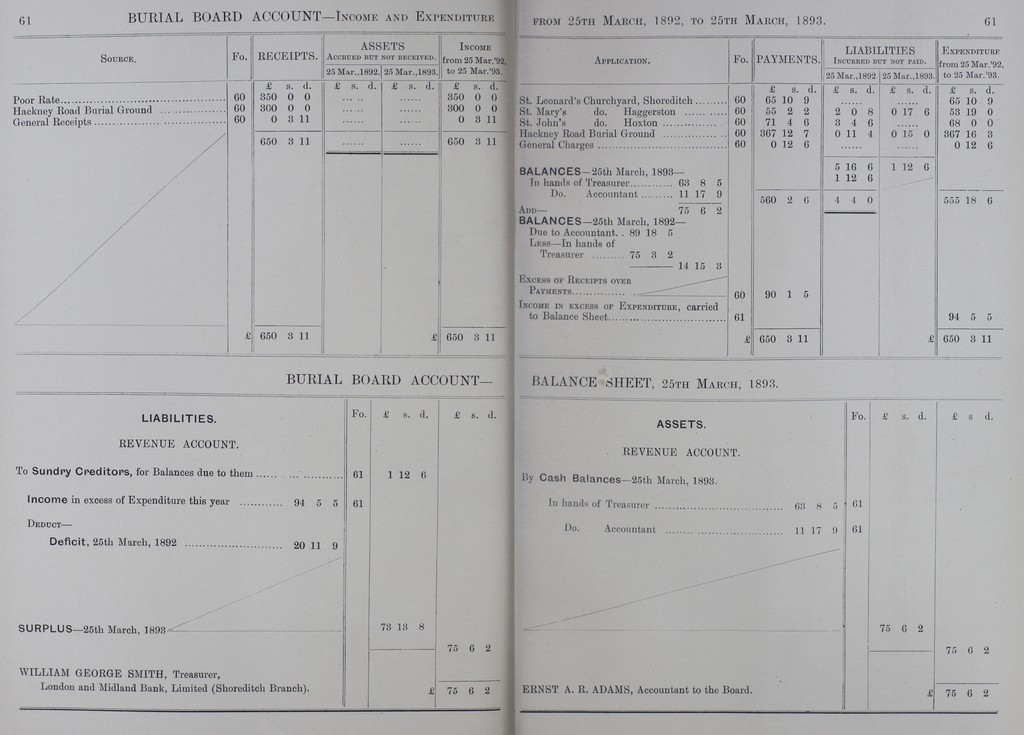 61 BURIAL BOARD ACCOUNT—INCOME AND EXPENDITURE
Source. Fo. RECEIPTS. ASSETS Accrued but not received. Income from 25 Mar.'92, to 25 Mar.'93.
25 Mar.,1892. 25 Mar.,1893.
£ s. d. £ s. d. £ s. d. £ s. d.
Poor Rate 60 350 0 0 ...... ...... 350 0 0
Hackney Road Burial Ground 60 300 0 0 ...... ...... 300 0 0
General Receipts 60 0 3 11 ...... ...... 0 3 11
650 3 11 ...... ...... 650 3 11
£ 650 3 11 £ 650 3 11
FROM 25TH MARCH, 1892, TO 25TH MARCH, 1893. 61
Application. Fo. PAYMENTS. LIABILITIES Incurred but not paid. Expenditure from 25 Mar.'92, to 25 Mar.'93.
25 Mar.,1892 25 Mar.,1893.
£ s. d. £ s. d. £ s. d. £ s. d.
St. Leonard's Churchyard, Shoreditch 60 65 10 9 ...... ...... 65 10 9
St. Mary's do. Haggerston 60 55 2 2 2 0 8 0 17 6 53 19 0
St. John's do. Hoxton 60 71 4 6 3 4 6 ...... 68 0 0
Hackney Road Burial Ground 60 367 12 7 0 11 4 0 15 0 367 16 3
General Charges 60 0 12 6 ...... ...... 0 12 6
5 16 6 1 12 6
BALANCES—25th March, 1893—
1 12 6
In hands of Treasurer 63 8 5
Do. Accountant 11 17 9
560 2 6 4 4 0 555 18 6
Add— 75 6 2
BALANCES—25th March, 1892—
Due to Accountant.. 89 18 5
Less—In hands of
Treasurer 75 3 2
14 15 3
Excess of Receipts over
Payments 60 90 1 5
Income in excess of Expenditure, carried
to Balance Sheet 61 94 5 5
£ 650 3 11 £ 650 3 11
BURIAL BOARD ACCOUNT—
LIABILITIES. Fo. £ s. d. £ s. d.
REVENUE ACCOUNT.
To Sundry Creditors, for Balances due to them 61 1 12 6
Income in excess of Expenditure this year 94 5 5 61
Deduct—
Deficit, 25th March, 1892 20 11 9
SURPLUS—25th March, 1893 73 13 8
75 6 2
WILLIAM GEORGE SMITH, Treasurer,
London and Midland Bank, Limited (Shoreditch Branch). £ 75 6 2
BALANCE SHEET, 25TH MARCH, 1893.
ASSETS. Fo. £ s. d. £ s d.
REVENUE ACCOUNT.
By Cash Balances—25th March, 1893.
In hands of Treasurer 63 8 5 61
Do. Accountant 11 17 9 61
75 6 2
75 6 2
ERNST A. R. ADAMS, Accountant to the Board. £ 75 6 2